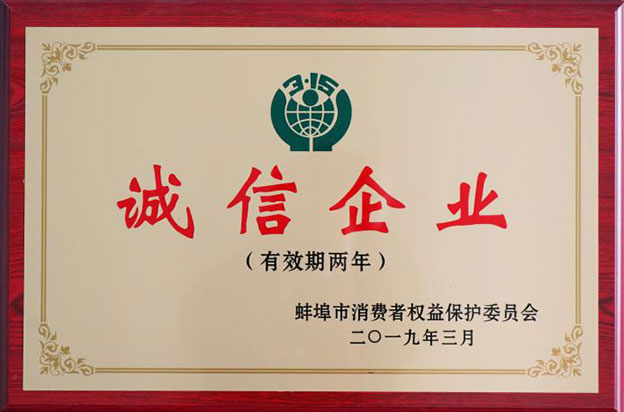 3·15
诚信企业
（有效期两年）
蚌埠市消费者权益保护委员会
二〇一九年三月